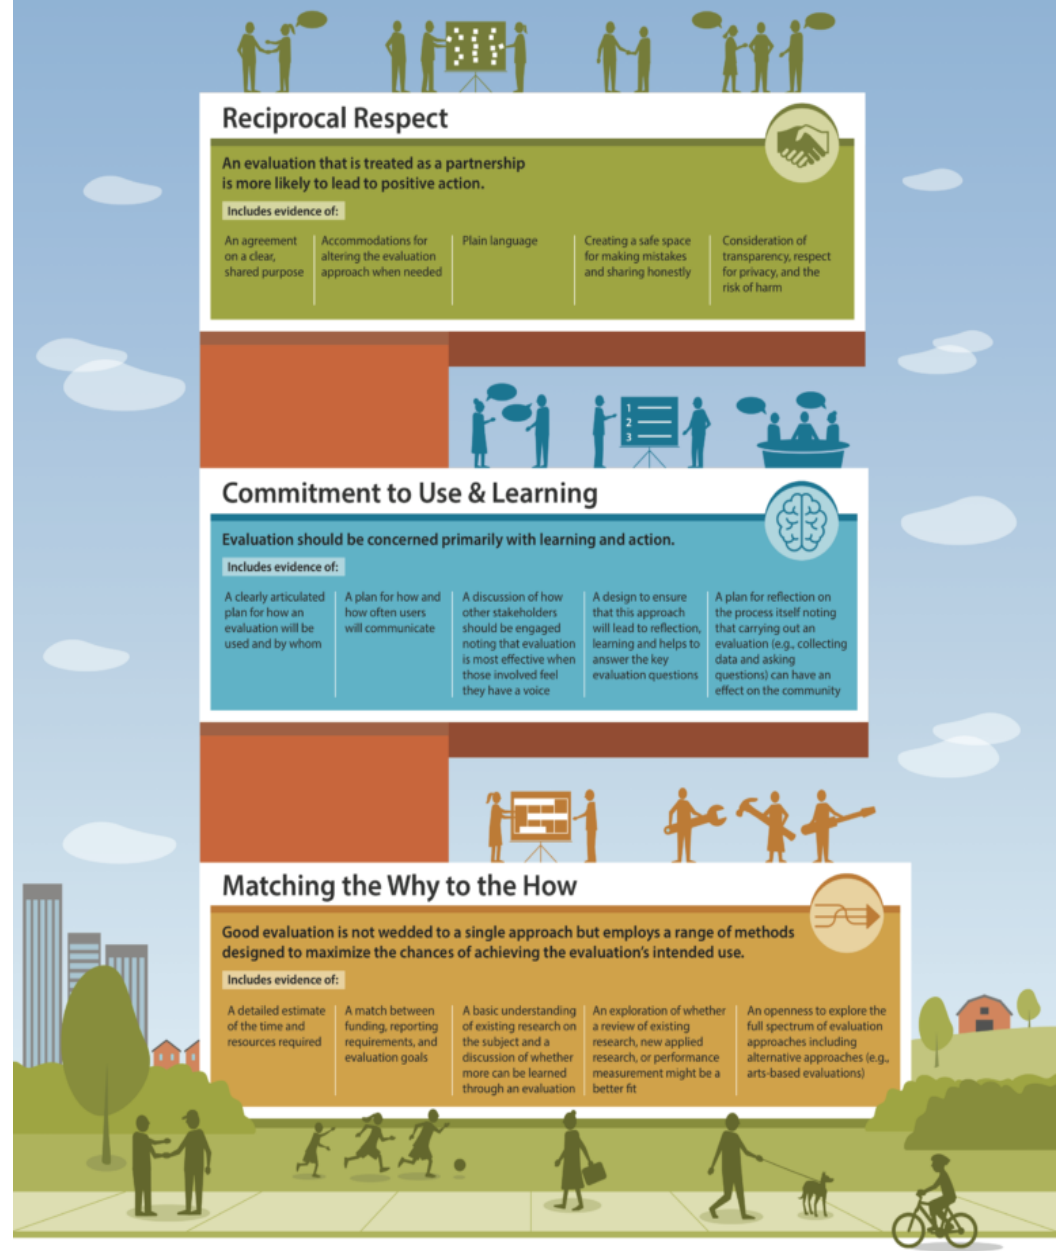 Reciprocal Respect
An evaluation that is treated as a partnership
is more likely to lead to positive action.
Includes evidence of:
An agreement
on a clear,
shared purpose
Accommodations for
altering the evaluation
approach when needed
Plain language
Creating a safe space
for making mistakes
and sharing honestly
Consideration of
transparency, respect
for privacy, and the
risk of harm
1
2
3
Commitment to Use & Learning
Evaluation should be concerned primarily with learning and action.
Includes evidence of:
A clearly articulated
plan for how an
evaluation will be
used and by whom
A plan for how and
how often users
will communicate
A discussion of how
other stakeholders
should be engaged
noting that evaluation
is most effective when
those involved feel
they have a voice
A design to ensure
that this approach
will lead to reflection,
learning and helps to
answer the key
evaluation questions
A plan for reflection on
the process itself noting
that carrying out an
evaluation (e.g., collecting
data and asking
questions) can have an
effect on the community
Matching the Why to the How
Good evaluation is not wedded to a single approach but employs a range of methods
designed to maximize the chances of achieving the evaluation's intended use.
Includes evidence of:
A detailed estimate
of the time and
resources required
A match between
funding, reporting
requirements, and
evaluation goals
A basic understanding
of existing research on
the subject and a
discussion of whether
more can be learned
through an evaluation
An exploration of whether
a review of existing
research, new applied
research, or performance
measurement might be a
better fit
An openness to explore the
full spectrum of evaluation
approaches including
alternative approaches (e.g.,
arts-based evaluations)